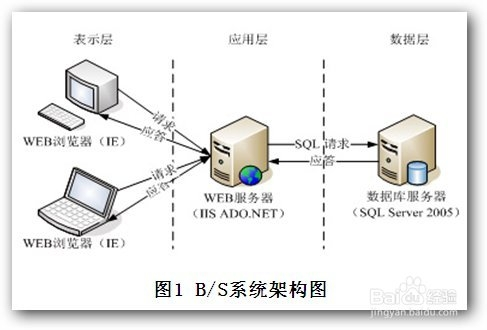 表示层
应用层
数据层
请求
应答
WEB浏览器（IE）
请求
应答
WEB浏览器（IE）
SQL 请求
应答
WEB服务器
（IIS ADO.NET）
数据库服务器
（SQL Server 2005）
图1 B/S系统架构图
Baidu 经验
jingyan.baidu.com